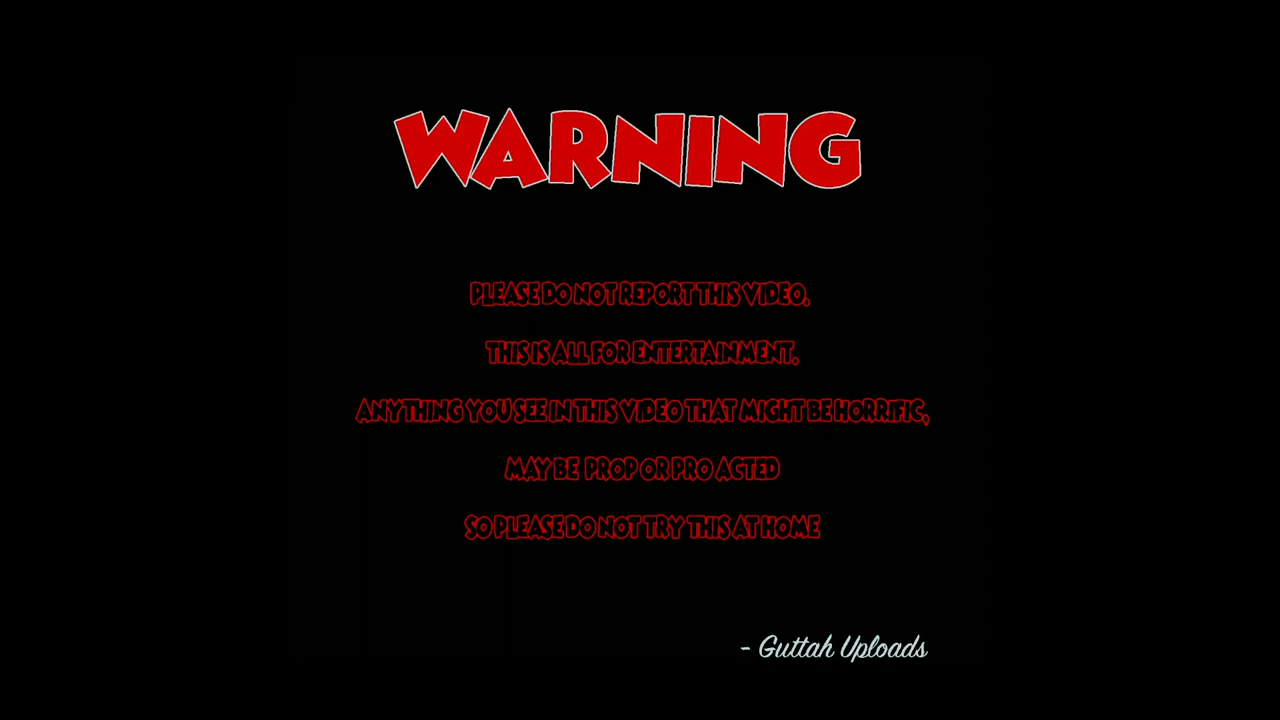 WARNING
PLEASE DO NOT REPORT THIS VIDEO.
THIS IS ALL FOR ENTERTAINMENT.
ANYTHING YOU SEE IN THIS VIDEO THAT MIGHT BE HORRIFIC,
MAY BE PROP OR PRO ACTED
SO PLEASE DO NOT TRY THIS AT HOME
- Guttah Uploads